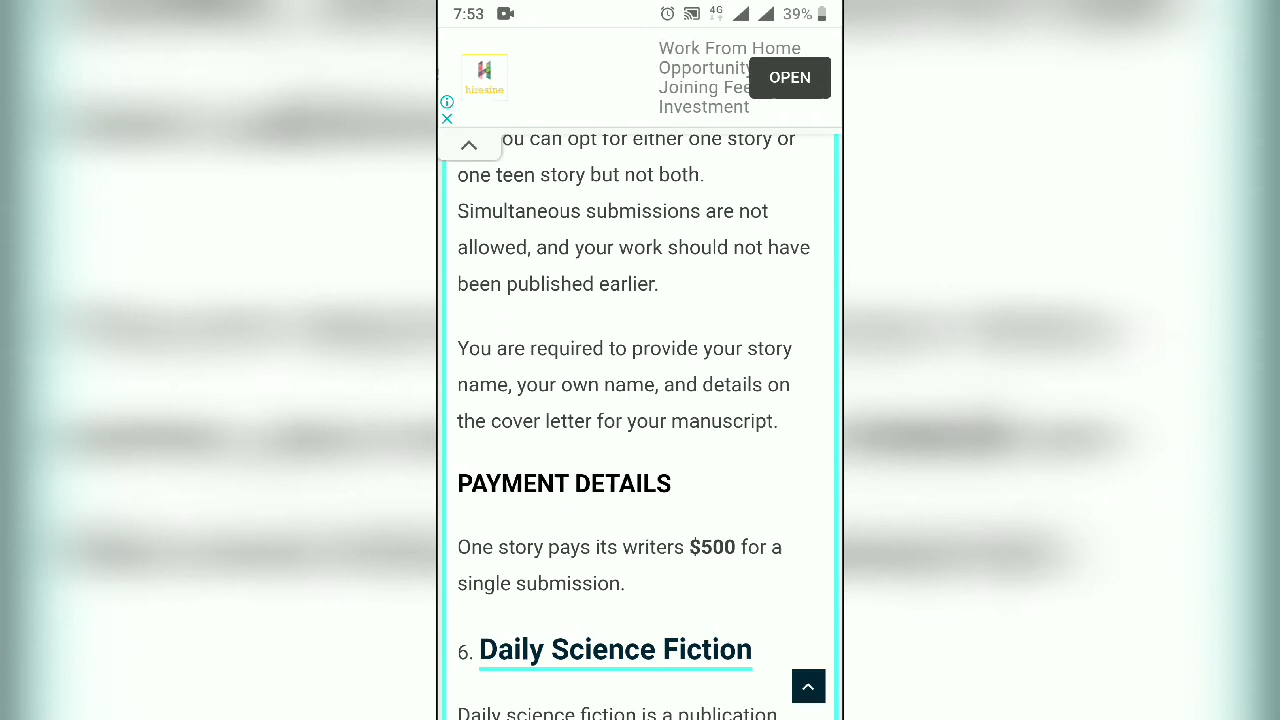 7:53
4G
39%
Work From Home
Opportunity
Joining Fee
Investment
OPEN
hiresine
ou can opt for either one story or
one teen story but not both.
Simultaneous submissions are not
allowed, and your work should not have
been published earlier.
You are required to provide your story
name, your own name, and details on
the cover letter for your manuscript.
PAYMENT DETAILS
One story pays its writers $500 for a
single submission.
6. Daily Science Fiction
Daily science fiction is a publication